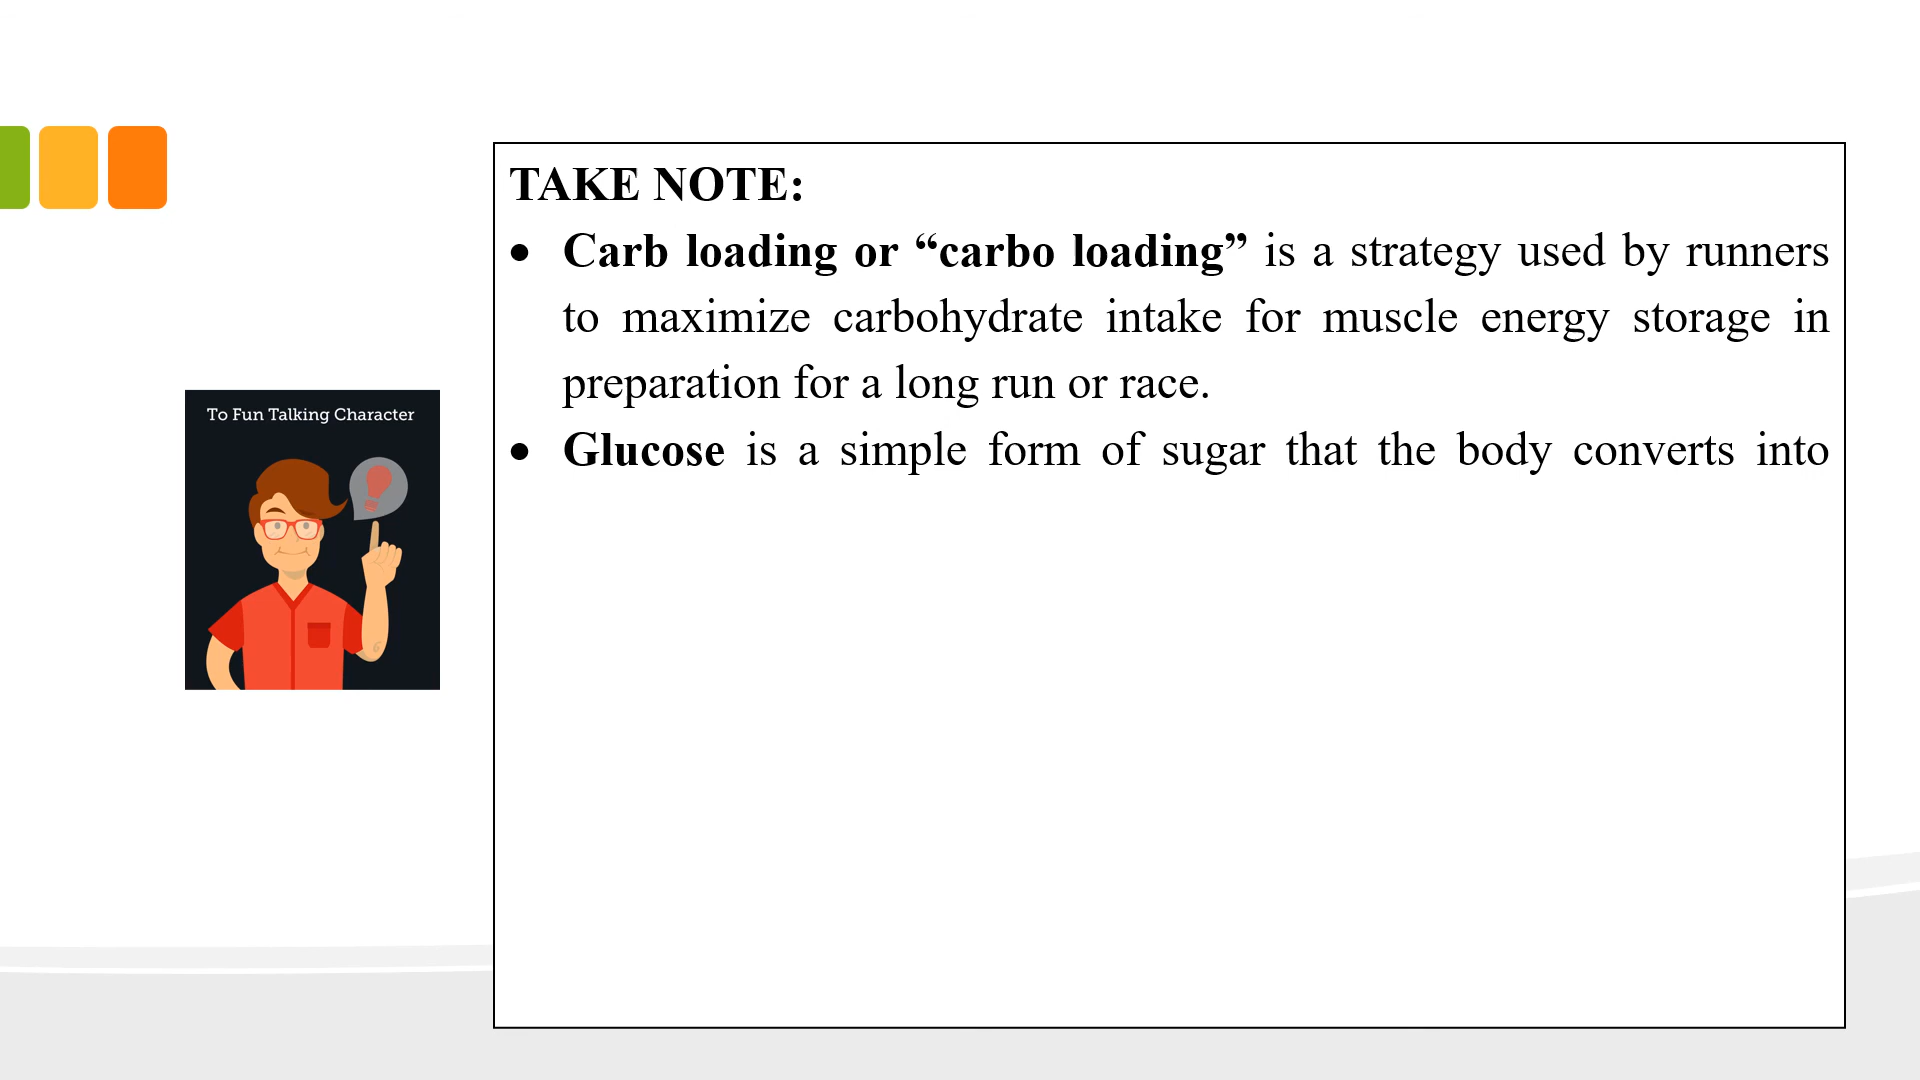 TAKE NOTE:
• Carb loading or “carbo loading” is a strategy used by runners
to maximize carbohydrate intake for muscle energy storage in
preparation for a long run or race.
• Glucose is a simple form of sugar that the body converts into
To Fun Talking Character